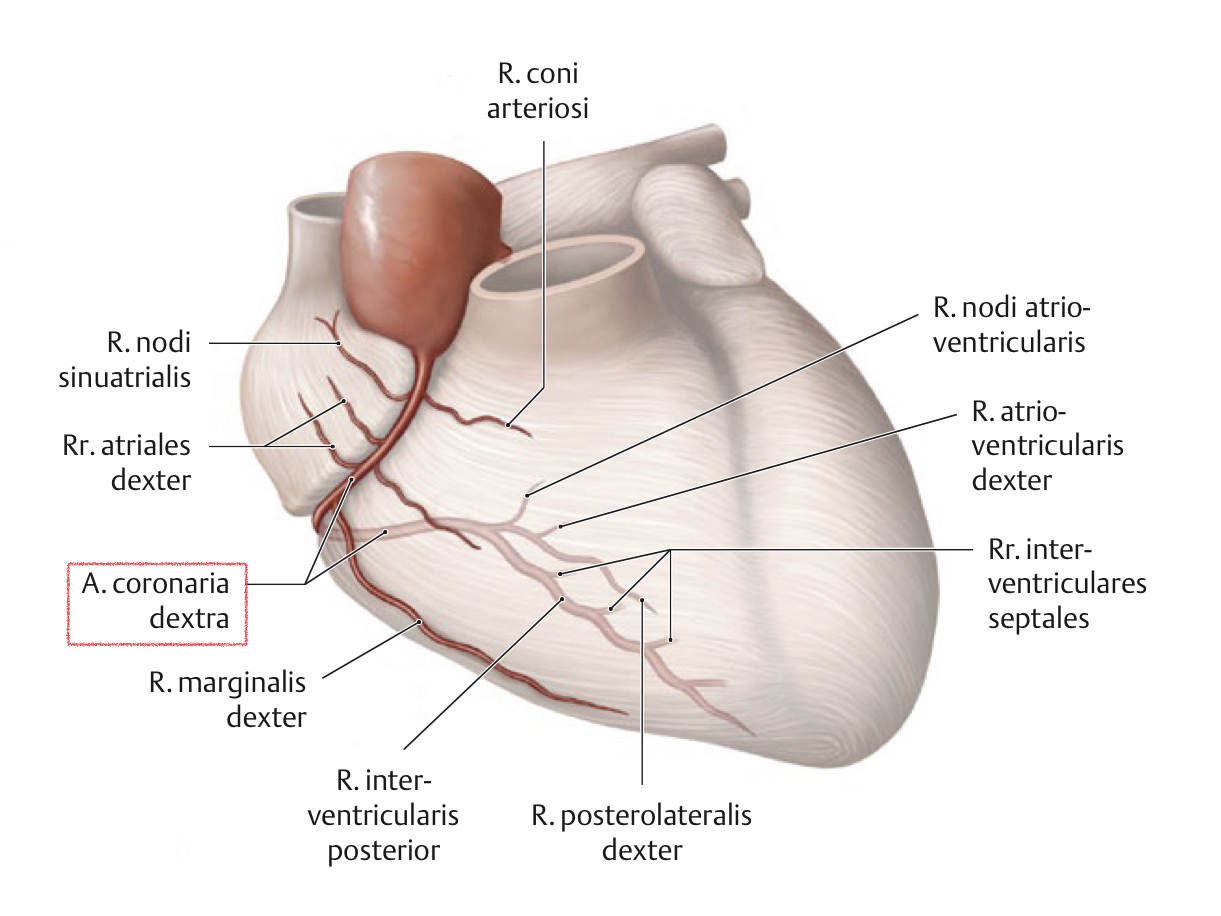 R. coni
arteriosi
R. nodi
sinuatrialis
Rr. atriales
dexter
A. coronaria
dextra
R. marginalis
dexter
R. inter-
ventricularis
posterior
R. posterolateralis
dexter
R. nodi atrio-
ventricularis
R. atrio-
ventricularis
dexter
Rr. inter-
ventriculares
septales